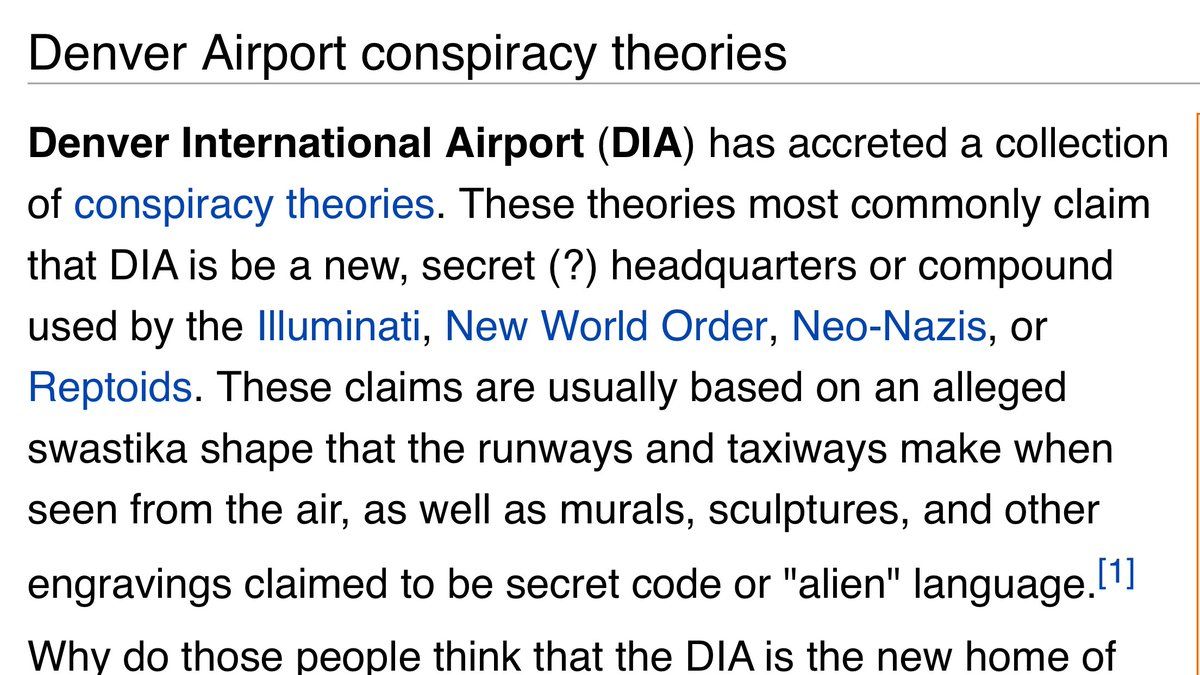 Denver Airport conspiracy theories
Denver International Airport (DIA) has accreted a collection
of conspiracy theories. These theories most commonly claim
that DIA is be a new, secret (?) headquarters or compound
used by the Illuminati, New World Order, Neo-Nazis, or
Reptoids. These claims are usually based on an alleged
swastika shape that the runways and taxiways make when
seen from the air, as well as murals, sculptures, and other
engravings claimed to be secret code or "alien" language.[1]
Why do those people think that the DIA is the new home of